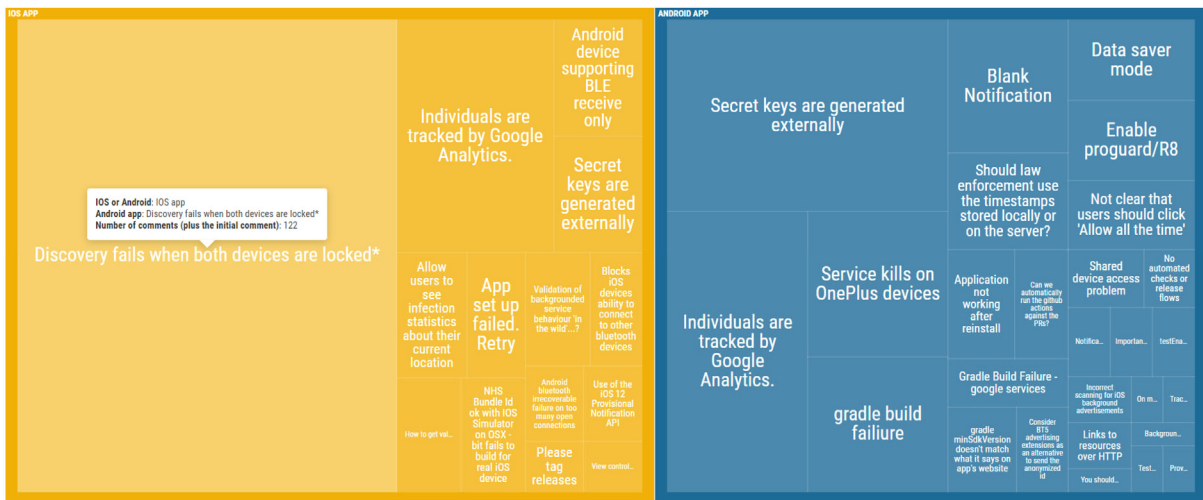 IOS APP
Discovery fails when both devices are locked*
IOS or Android: IOS app
Android app: Discovery fails when both devices are locked*
Number of comments (plus the initial comment): 122
Individuals are
tracked by Google
Analytics.
Android
device
supporting
BLE
receive
only
Secret
keys are
generated
externally
Allow
users to
see
infection
statistics
about their
current
location
App
set up
failed.
Retry
Validation of
backgrounded
service
behaviour 'in
the wild'...?
Blocks
iOS
devices
ability to
connect
to other
bluetooth
devices
How to get val...
NHS
Bundle Id
ok with IOS
Simulator
on OSX -
bit fails to
build for
real iOS
device
Android
bluetooth
irrecoverable
failure on too
many open
connections
Use of the
iOS 12
Provisional
Notification
API
Please
tag
releases
View control...
ANDROID APP
Secret keys are generated
externally
Individuals are
tracked by
Google
Analytics.
Service kills on
OnePlus devices
gradle build
failiure
Blank
Notification
Data saver
mode
Enable
proguard/R8
Should law
enforcement use
the timestamps
stored locally or
on the server?
Not clear that
users should click
'Allow all the time'
Application
not
working
after
reinstall
Can we
automatically
run the github
actions
against the
PRs?
Shared
device access
problem
No
automated
checks or
release
flows
Notifica...
Importan...
testEna...
Gradle Build Failure -
google services
gradle
minSdkVersion
doesn't match
what it says on
app's website
Consider
BT5
advertising
extensions as
an alternative
to send the
anonymized
id
Incorrect
scanning for iOS
background
advertisements
On m...
Trac...
Links to
resources
over HTTP
Backgroun...
You should...
Test...
Prov...